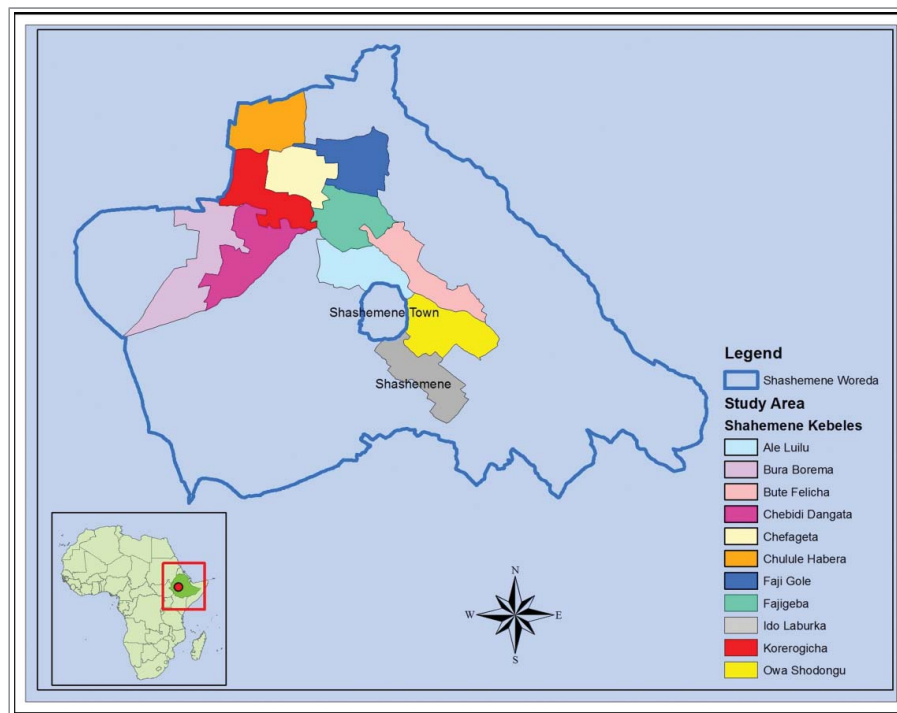 Shashemene Town
Shashemene
Legend
Shashemene Woreda
Study Area
Shahemene Kebeles
Ale Luilu
Bura Borema
Bute Felicha
Chebidi Dangata
Chefageta
Chulule Habera
Faji Gole
Fajigeba
Ido Laburka
Korerogicha
Owa Shodongu
N
W
E
S